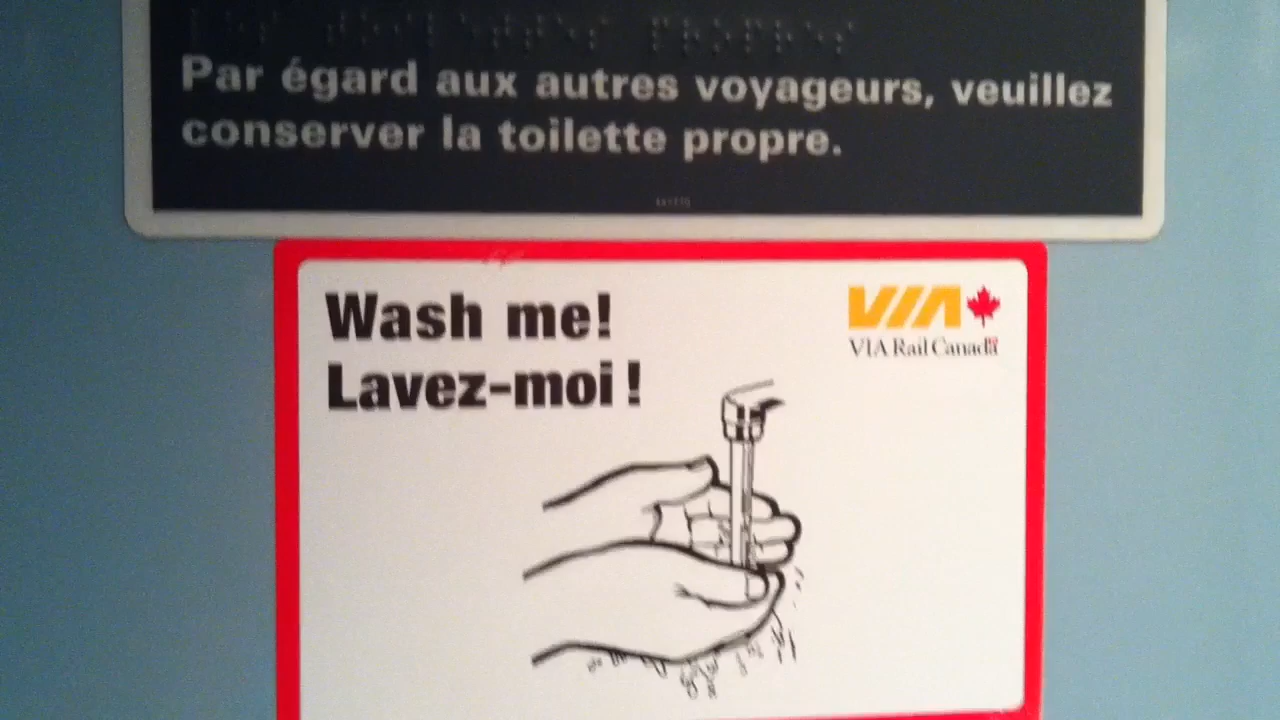 Par égard aux autres voyageurs, veuillez
conserver la toilette propre.
Wash me!
Lavez-moi !
VIA
VIA Rail Canada